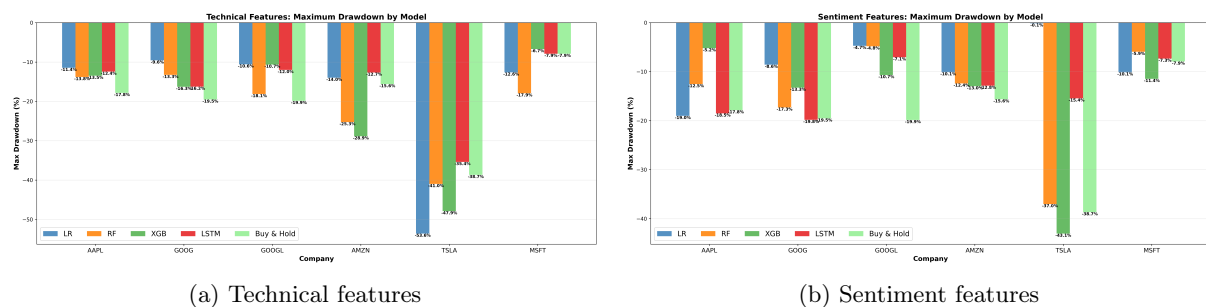 Technical Features: Maximum Drawdown by Model
Max Drawdown (%)
0
−10
−20
−30
−40
−50
-11.4%
-13.8%
-13.5%
-12.4%
-17.8%
-9.6%
-13.3%
-16.3%
-16.2%
-19.5%
-10.6%
-18.1%
-10.7%
-12.0%
-19.9%
-14.0%
-25.3%
-28.9%
-12.7%
-15.6%
-53.6%
-41.0%
-47.9%
-35.4%
-38.7%
-12.6%
-17.9%
-6.7%
-7.9%
-7.9%
LR
RF
XGB
LSTM
Buy & Hold
AAPL
GOOG
GOOGL
AMZN
TSLA
MSFT
Company
(a) Technical features
Sentiment Features: Maximum Drawdown by Model
Max Drawdown (%)
0
−10
−20
−30
−40
-19.0%
-12.5%
-5.2%
-18.5%
-17.8%
-8.6%
-17.3%
-13.3%
-19.8%
-19.5%
-4.7%
-4.8%
-10.7%
-7.1%
-19.9%
-10.1%
-12.4%
-13.0%
-12.8%
-15.6%
-0.1%
-37.0%
-43.1%
-15.4%
-38.7%
-10.1%
-5.9%
-11.4%
-7.3%
-7.9%
LR
RF
XGB
LSTM
Buy & Hold
AAPL
GOOG
GOOGL
AMZN
TSLA
MSFT
Company
(b) Sentiment features